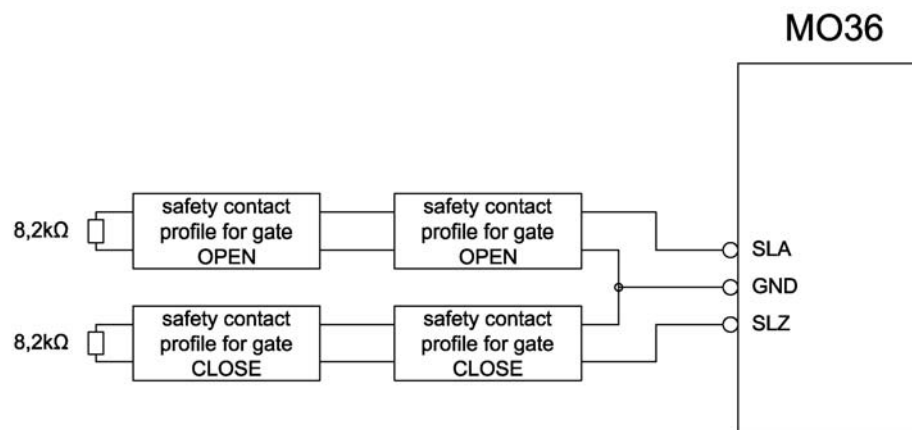 MO36
safety contact
profile for gate
OPEN
safety contact
profile for gate
OPEN
8,2kΩ
SLA
GND
SLZ
safety contact
profile for gate
CLOSE
safety contact
profile for gate
CLOSE
8,2kΩ